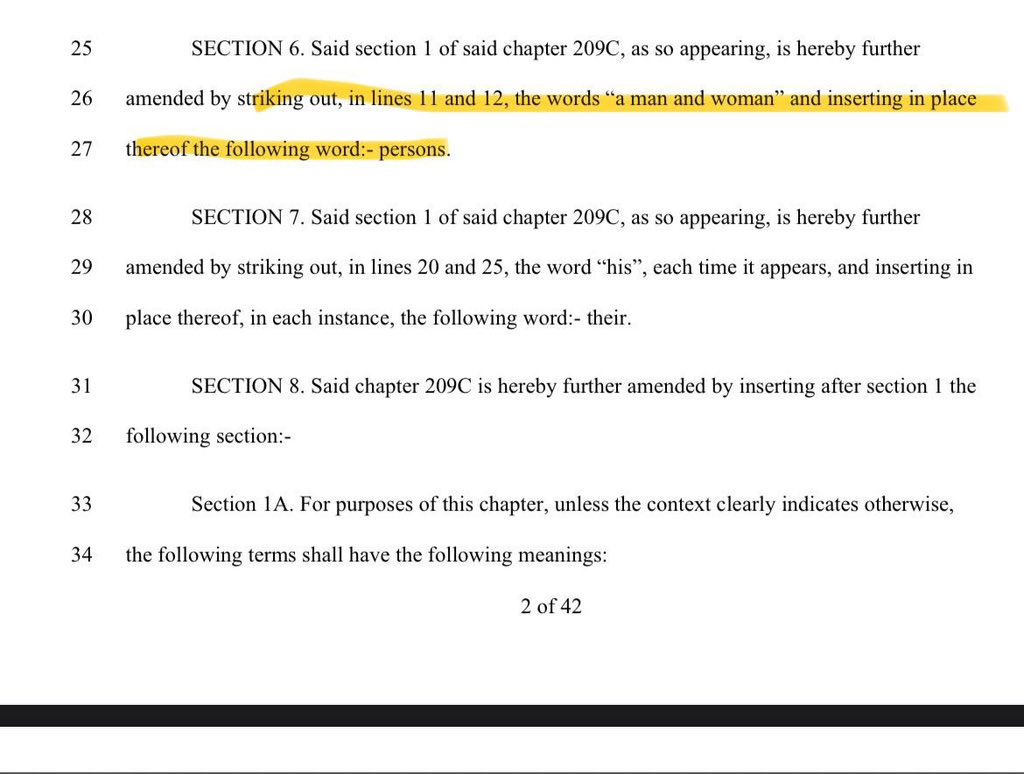 25 SECTION 6. Said section 1 of said chapter 209C, as so appearing, is hereby further
26 amended by striking out, in lines 11 and 12, the words “a man and woman” and inserting in place
27 thereof the following word:- persons.
28 SECTION 7. Said section 1 of said chapter 209C, as so appearing, is hereby further
29 amended by striking out, in lines 20 and 25, the word “his”, each time it appears, and inserting in
30 place thereof, in each instance, the following word:- their.
31 SECTION 8. Said chapter 209C is hereby further amended by inserting after section 1 the
32 following section:-
33 Section 1A. For purposes of this chapter, unless the context clearly indicates otherwise,
34 the following terms shall have the following meanings:
2 of 42